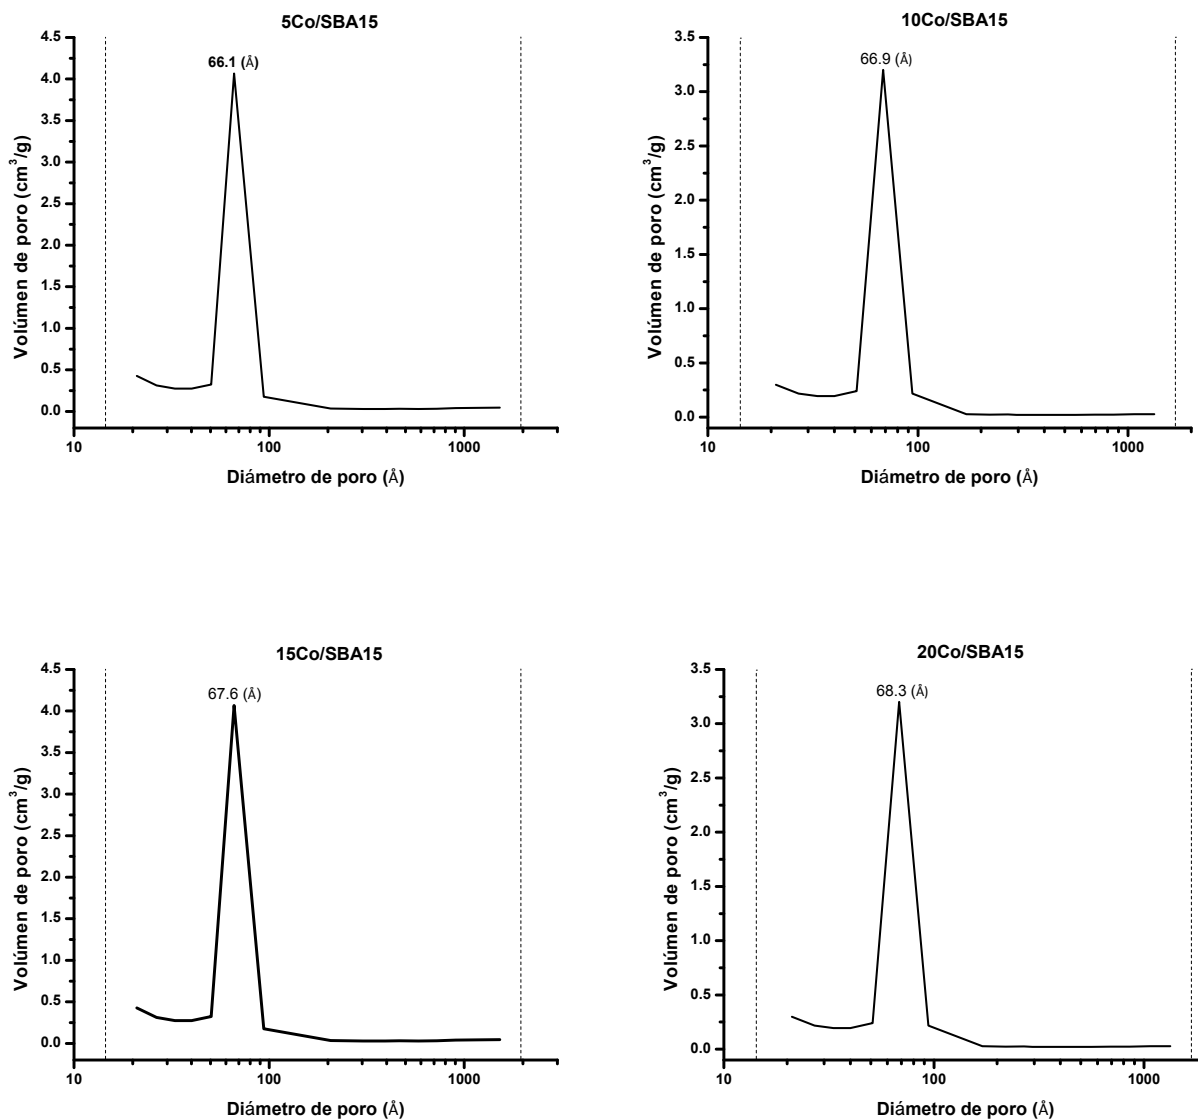 5Co/SBA15
66.1 (Å)
4.5
4.0
3.5
3.0
2.5
2.0
1.5
1.0
0.5
0.0
Volúmen de poro (cm³/g)
10 100 1000
Diámetro de poro (Å)
10Co/SBA15
66.9 (Å)
3.5
3.0
2.5
2.0
1.5
1.0
0.5
0.0
Volúmen de poro (cm³/g)
10 100 1000
Diámetro de poro (Å)
15Co/SBA15
67.6 (Å)
4.5
4.0
3.5
3.0
2.5
2.0
1.5
1.0
0.5
0.0
Volúmen de poro (cm³/g)
10 100 1000
Diámetro de poro (Å)
20Co/SBA15
68.3 (Å)
3.5
3.0
2.5
2.0
1.5
1.0
0.5
0.0
Volúmen de poro (cm³/g)
10 100 1000
Diámetro de poro (Å)